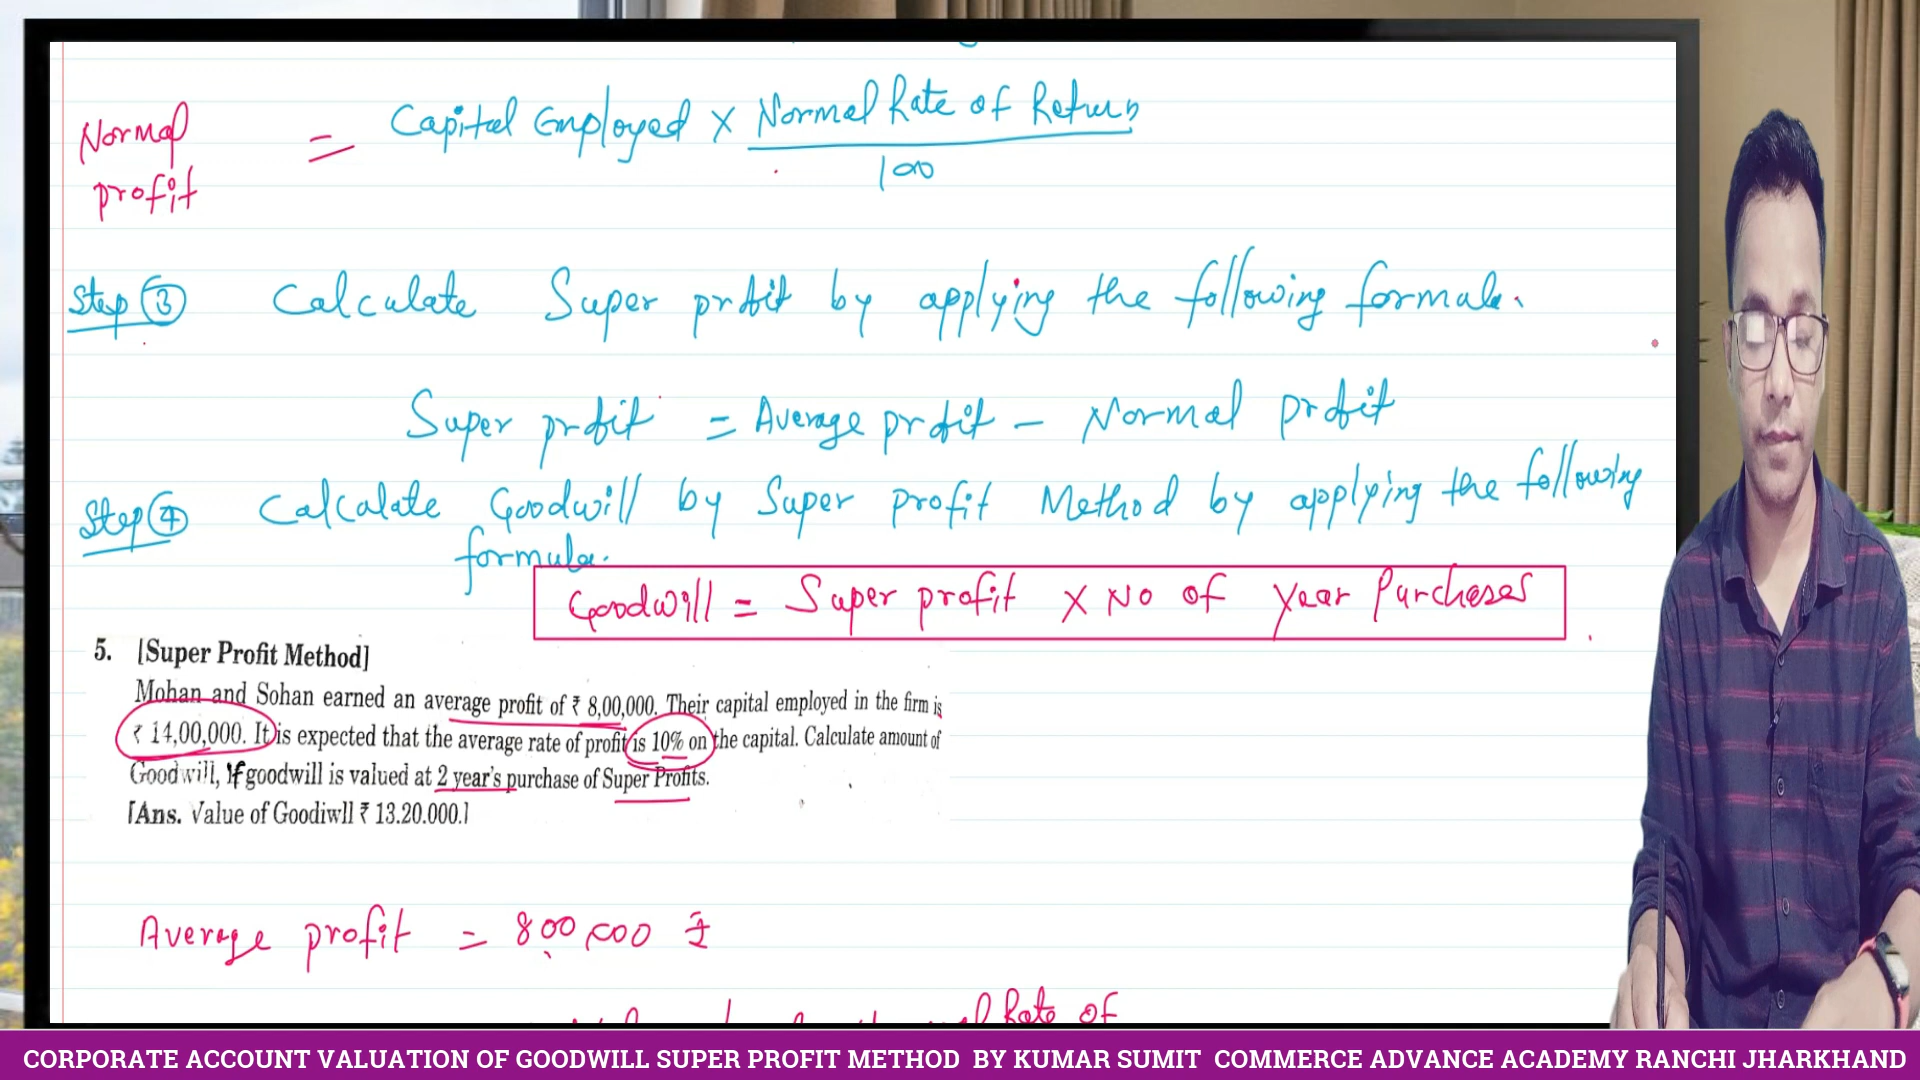 Normal profit = Capital Employed × Normal Rate of Return
100
Step ③ Calculate Super profit by applying the following formula.
Super profit = Average profit – Normal profit
Step ④ Calculate Goodwill by Super profit Method by applying the following
formula.
Goodwill = Super profit × No of Year Purchases
5. [Super Profit Method]
Mohan and Sohan earned an average profit of ₹ 8,00,000. Their capital employed in the firm is
₹ 14,00,000. It is expected that the average rate of profit is 10% on the capital. Calculate amount of
Goodwill, If goodwill is valued at 2 year's purchase of Super Profits.
[Ans. Value of Goodiwll ₹ 13.20.000.]
Average profit = 800,000 ₹
Rate of
CORPORATE ACCOUNT VALUATION OF GOODWILL SUPER PROFIT METHOD BY KUMAR SUMIT COMMERCE ADVANCE ACADEMY RANCHI JHARKHAND